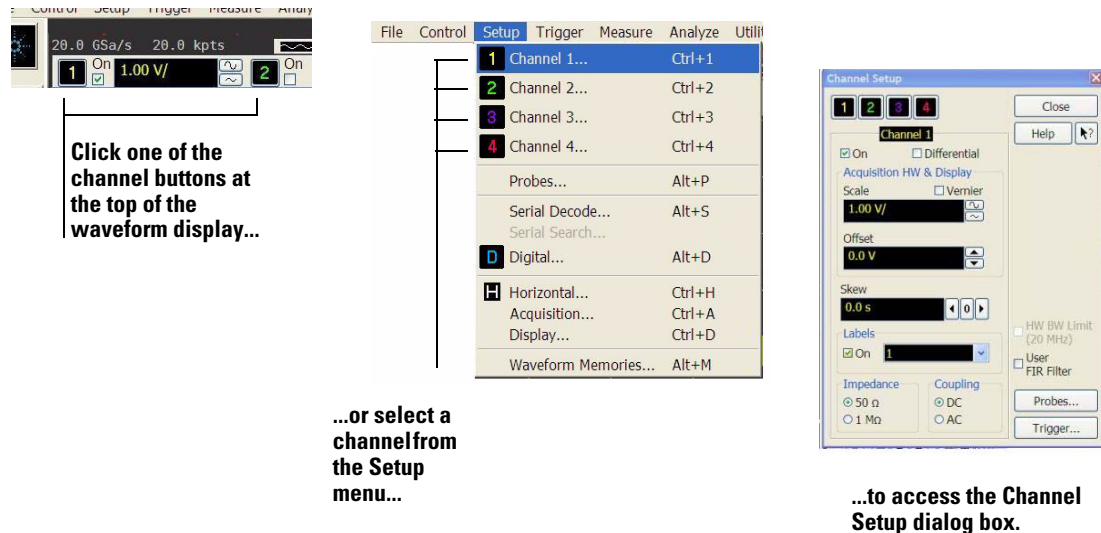 Control Setup Trigger Measure Analy
20.0 GSa/s 20.0 kpts
1 On 1.00 V/ 2 On
Click one of the
channel buttons at
the top of the
waveform display...
File Control Setup Trigger Measure Analyze Utilit
1 Channel 1... Ctrl+1
2 Channel 2... Ctrl+2
3 Channel 3... Ctrl+3
4 Channel 4... Ctrl+4
Probes... Alt+P
Serial Decode... Alt+S
Serial Search...
D Digital... Alt+D
H Horizontal... Ctrl+H
Acquisition... Ctrl+A
Display... Ctrl+D
Waveform Memories... Alt+M
...or select a
channel from
the Setup
menu...
Channel Setup
1 2 3 4 Close
Channel 1 Help ?
On Differential
Acquisition HW & Display
Scale Vernier
1.00 V/
Offset
0.0 V
Skew
0.0 s 0
Labels HW BW Limit
(20 MHz)
On 1 User
FIR Filter
Impedance Coupling
50 Ω DC Probes...
1 MΩ AC Trigger...
...to access the Channel
Setup dialog box.